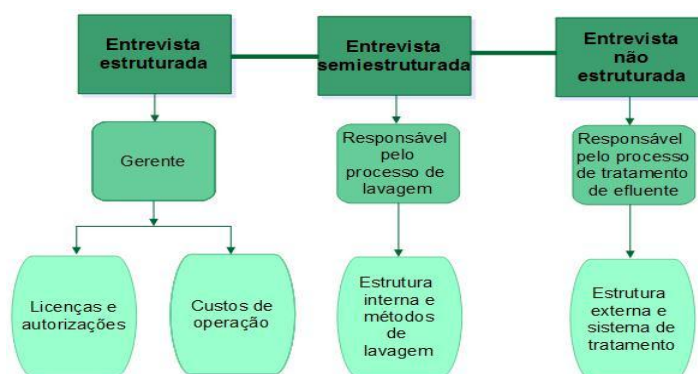 Entrevista
estruturada
Entrevista
semiestruturada
Entrevista
não
estruturada
Gerente
Responsável
pelo
processo de
lavagem
Responsável
pelo processo
de tratamento
de efluente
Licenças e
autorizações
Custos de
operação
Estrutura
interna e
métodos
de
lavagem
Estrutura
externa e
sistema de
tratamento